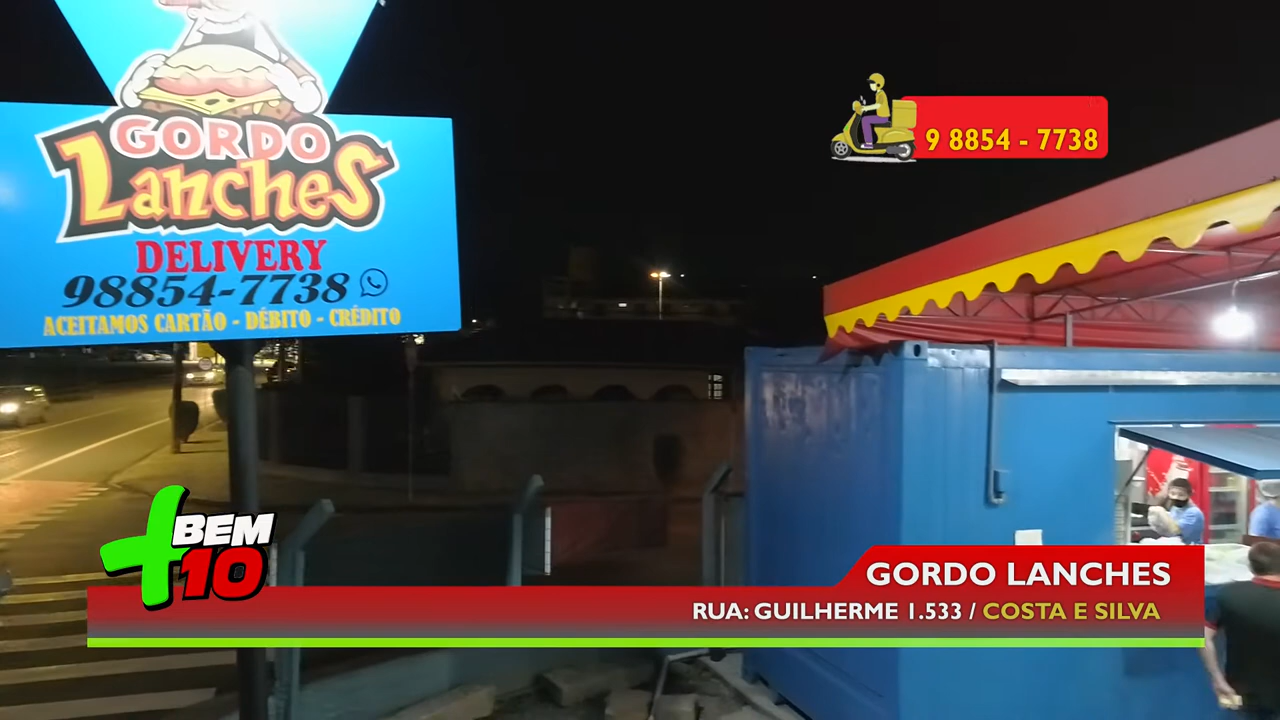 GORDO
Lanches
DELIVERY
98854-7738
ACEITAMOS CARTÃO - DÉBITO - CRÉDITO
9 8854 - 7738
BEM
10
GORDO LANCHES
RUA: GUILHERME 1.533 / COSTA E SILVA